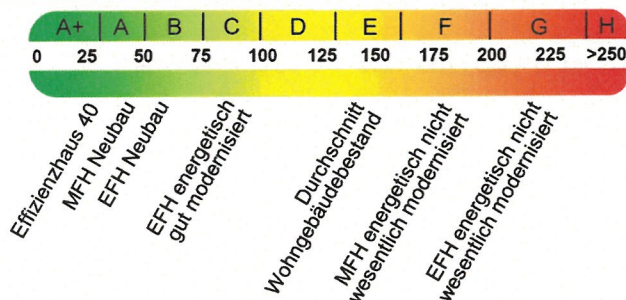 A+ A B C D E F G H
0 25 50 75 100 125 150 175 200 225 >250
Effizienzhaus 40
MFH Neubau
EFH Neubau
EFH energetisch
gut modernisiert
Durchschnitt
Wohngebäudebestand
MFH energetisch nicht
wesentlich modernisiert
EFH energetisch nicht
wesentlich modernisiert